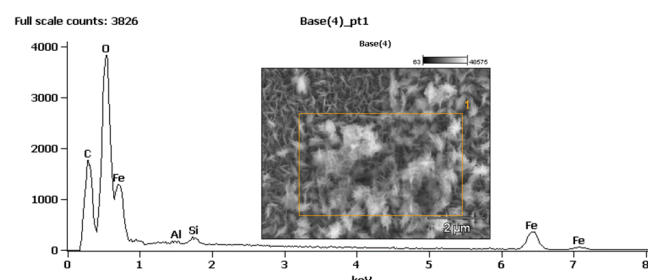 Full scale counts: 3826
Base(4)_pt1
Base(4)
63 40575
4000
3000
2000
1000
0
O
C
Fe
Al
Si
Fe
Fe
1
2 µm
0 1 2 3 4 5 6 7 8
keV